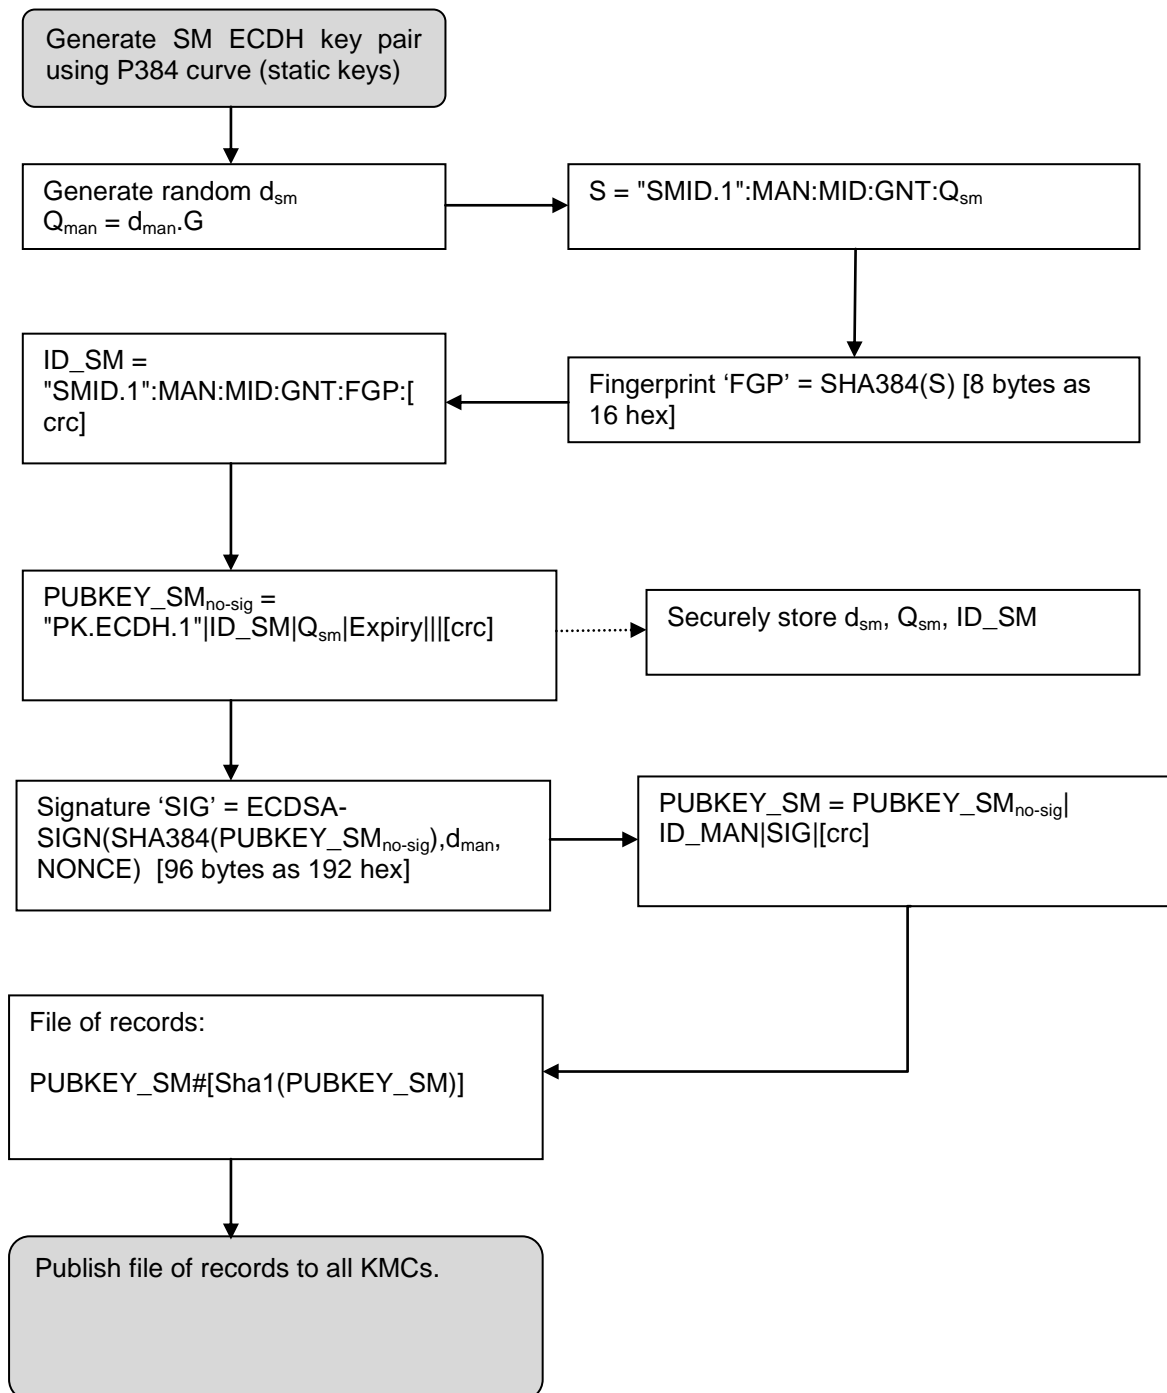 Generate SM ECDH key pair
using P384 curve (static keys)
Generate random dsm
Qman = dman.G
S = "SMID.1":MAN:MID:GNT:Qsm
Fingerprint ‘FGP’ = SHA384(S) [8 bytes as
16 hex]
ID_SM =
"SMID.1":MAN:MID:GNT:FGP:[
crc]
PUBKEY_SMno-sig =
"PK.ECDH.1"|ID_SM|Qsm|Expiry|||[crc]
Securely store dsm, Qsm, ID_SM
Signature ‘SIG’ = ECDSA-
SIGN(SHA384(PUBKEY_SMno-sig),dman,
NONCE)  [96 bytes as 192 hex]
PUBKEY_SM = PUBKEY_SMno-sig|
ID_MAN|SIG|[crc]
File of records:
PUBKEY_SM#[Sha1(PUBKEY_SM)]
Publish file of records to all KMCs.